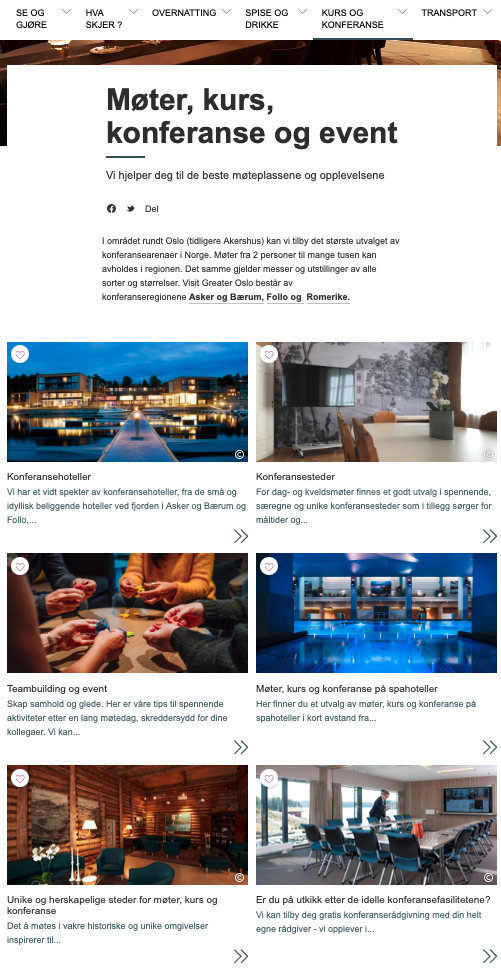 SE OG GJØRE
HVA SKJER ?
OVERNATTING
SPISE OG DRIKKE
KURS OG KONFERANSE
TRANSPORT
Møter, kurs,
konferanse og event
Vi hjelper deg til de beste møteplassene og opplevelsene
Del
I området rundt Oslo (tidligere Akershus) kan vi tilby det største utvalget av
konferansearenaer i Norge. Møter fra 2 personer til mange tusen kan
avholdes i regionen. Det samme gjelder messer og utstillinger av alle
sorter og størrelser. Visit Greater Oslo består av
konferanseregionene Asker og Bærum, Follo og Romerike.
©
©
Konferansehoteller
Vi har et vidt spekter av konferansehotell, fra de små og
idyllisk beliggende hoteller ved fjorden i Asker og Bærum og
Follo,...
Konferansesteder
For dag- og kveldsmøter finnes et godt utvalg i spennende,
særegne og unike konferansesteder som i tillegg sørger for
måltider og...
Teambuilding og event
Skap samhold og glede. Her er våre tips til spennende
aktiviteter etter en lang møtedag, skreddersydd for dine
kollegaer. Vi kan...
Møter, kurs og konferanse på spahoteller
Her finner du et utvalg av møter, kurs og konferanse på
spahoteller i kort avstand fra...
©
©
Unike og herskapelige steder for møter, kurs og
konferanse
Det å møtes i vakre historiske og unike omgivelser
inspirerer til...
Er du på utkikk etter de idelle konferansefasilitetene?
Vi kan tilby deg gratis konferanserådgivning med din helt
egne rådgiver - vi opplever i...